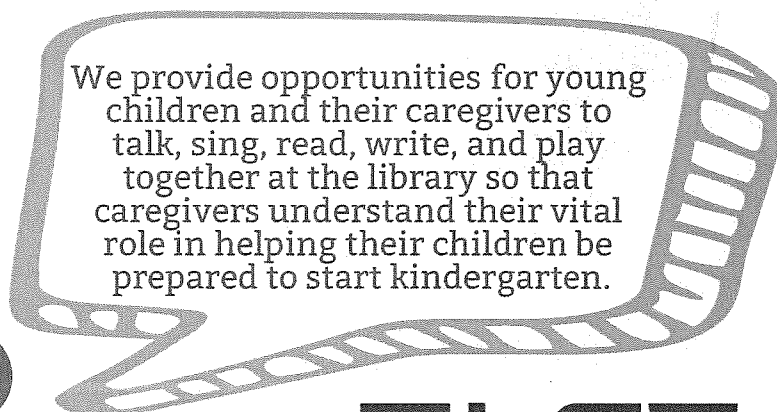 We provide opportunities for young
children and their caregivers to
talk, sing, read, write, and play
together at the library so that
caregivers understand their vital
role in helping their children be
prepared to start kindergarten.